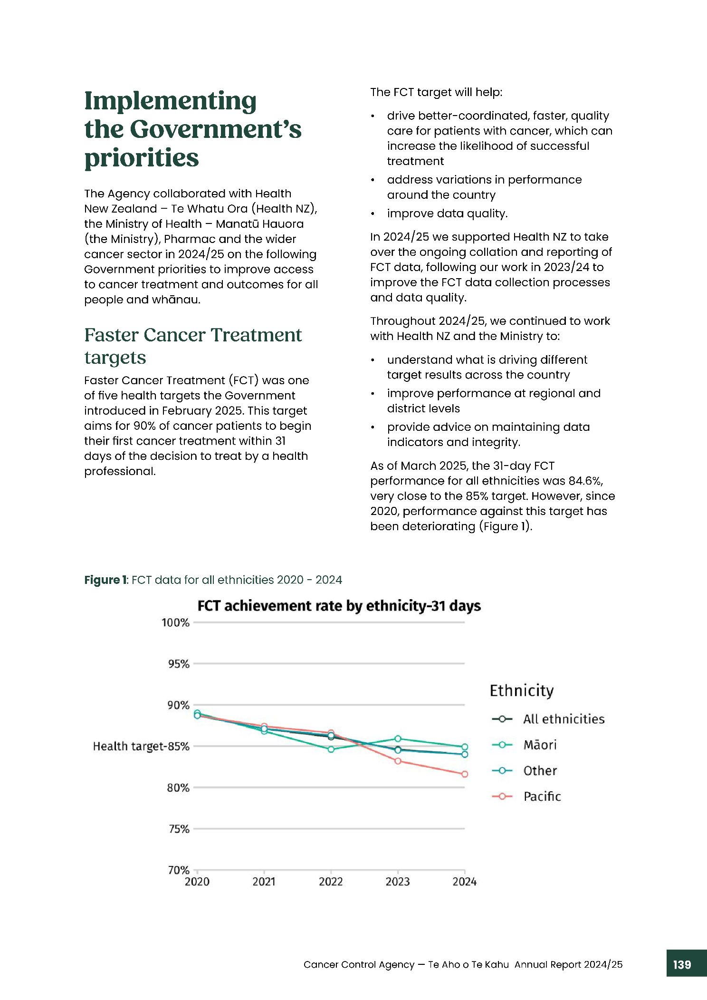 Implementing
the Government's
priorities
The Agency collaborated with Health
New Zealand – Te Whatu Ora (Health NZ),
the Ministry of Health – Manatū Hauora
(the Ministry), Pharmac and the wider
cancer sector in 2024/25 on the following
Government priorities to improve access
to cancer treatment and outcomes for all
people and whānau.
Faster Cancer Treatment
targets
Faster Cancer Treatment (FCT) was one
of five health targets the Government
introduced in February 2025. This target
aims for 90% of cancer patients to begin
their first cancer treatment within 31
days of the decision to treat by a health
professional.
The FCT target will help:
• drive better-coordinated, faster, quality
care for patients with cancer, which can
increase the likelihood of successful
treatment
• address variations in performance
around the country
• improve data quality.
In 2024/25 we supported Health NZ to take
over the ongoing collation and reporting of
FCT data, following our work in 2023/24 to
improve the FCT data collection processes
and data quality.
Throughout 2024/25, we continued to work
with Health NZ and the Ministry to:
• understand what is driving different
target results across the country
• improve performance at regional and
district levels
• provide advice on maintaining data
indicators and integrity.
As of March 2025, the 31-day FCT
performance for all ethnicities was 84.6%,
very close to the 85% target. However, since
2020, performance against this target has
been deteriorating (Figure 1).
Figure 1: FCT data for all ethnicities 2020 - 2024
FCT achievement rate by ethnicity-31 days
100%
95%
90%
Health target-85%
80%
75%
70%
2020 2021 2022 2023 2024
Ethnicity
All ethnicities
Māori
Other
Pacific
Cancer Control Agency — Te Aho o Te Kahu Annual Report 2024/25
139